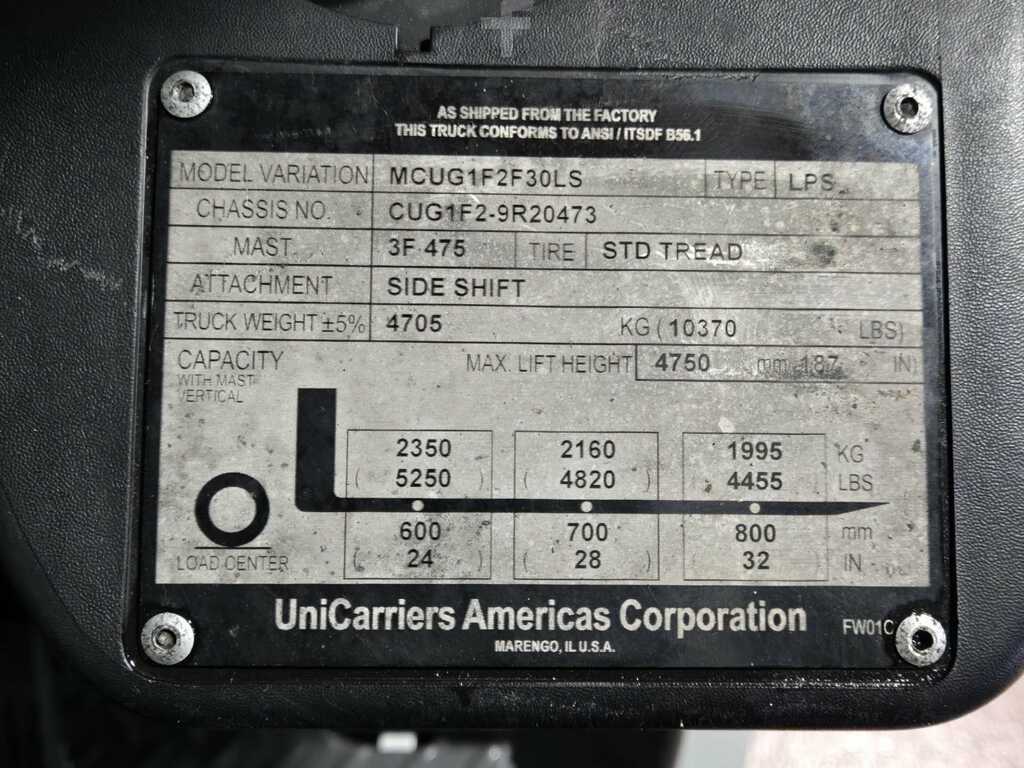 AS SHIPPED FROM THE FACTORY
THIS TRUCK CONFORMS TO ANSI / ITSDF B56.1
MODEL VARIATION MCUG1F2F30LS TYPE LPS
CHASSIS NO. CUG1F2-9R20473
MAST. 3F 475 TIRE STD TREAD
ATTACHMENT SIDE SHIFT
TRUCK WEIGHT ±5% 4705 KG ( 10370 LBS)
CAPACITY MAX. LIFT HEIGHT 4750 mm 187 IN)
WITH MAST
VERTICAL
2350 2160 1995 KG
( 5250 ) ( 4820 ) ( 4455 ) LBS
600 700 800 mm
LOAD CENTER ( 24 ) ( 28 ) ( 32 ) IN
UniCarriers Americas Corporation FW01C
MARENGO, IL U.S.A.